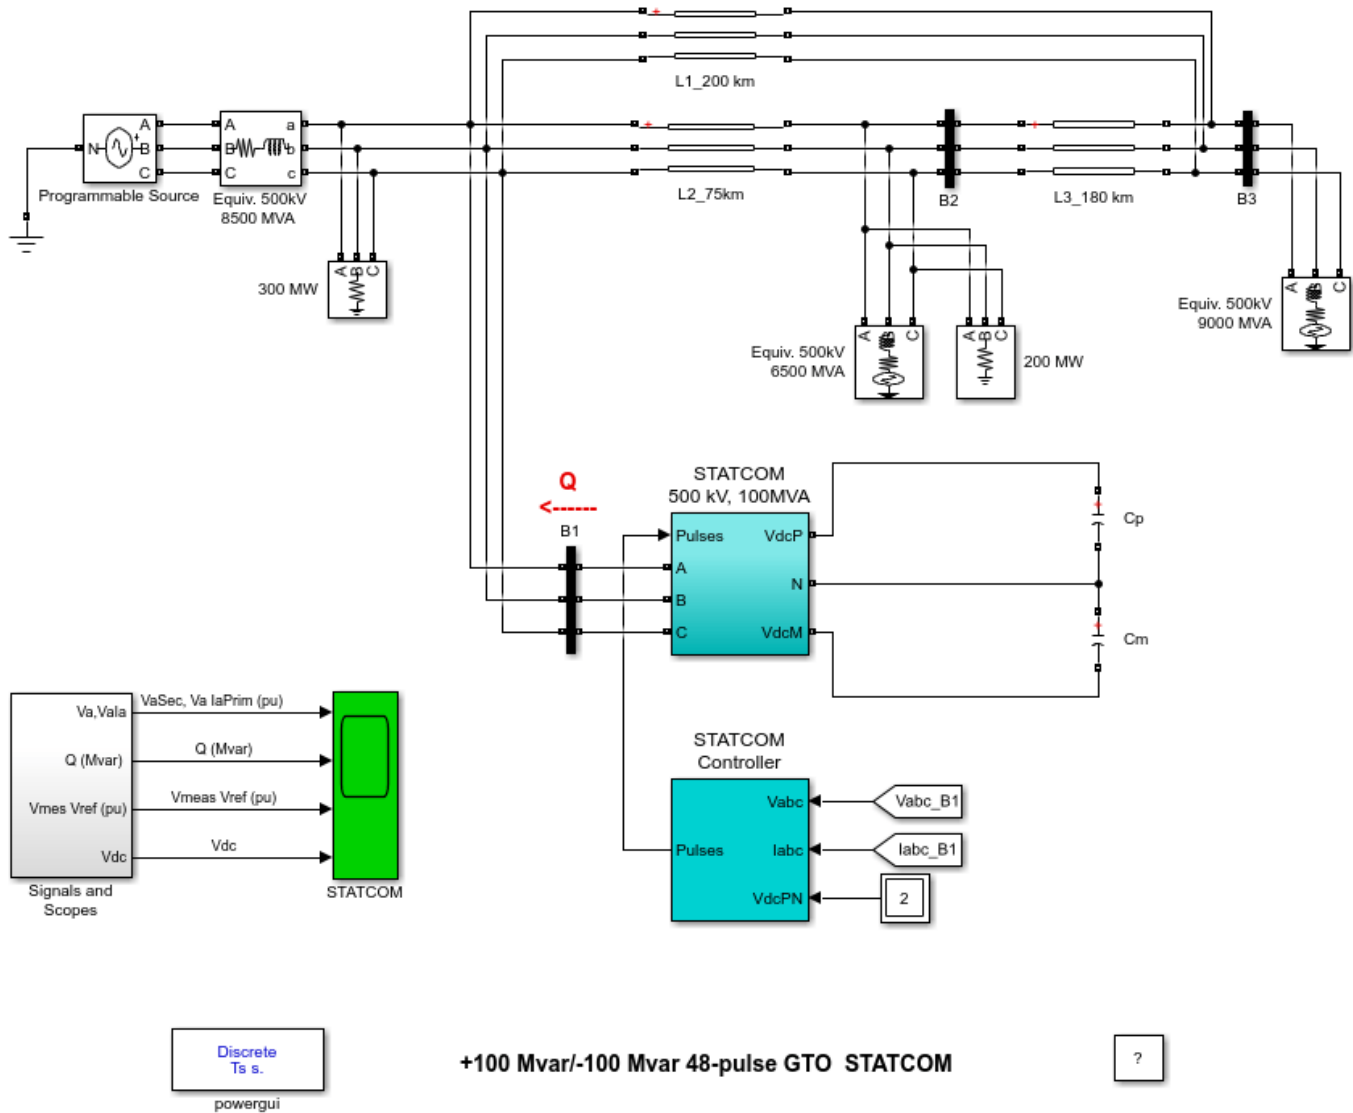 L1_200 km
A
B
C
N
Programmable Source
A
B
C
a
b
c
Equiv. 500kV
8500 MVA
L2_75km
B2
L3_180 km
B3
A
B
C
300 MW
A
B
C
Equiv. 500kV
6500 MVA
A
B
C
200 MW
A
B
C
Equiv. 500kV
9000 MVA
Q
<------
B1
STATCOM
500 kV, 100MVA
Pulses
VdcP
A
B
N
C
VdcM
Cp
Cm
Va,VaIa
VaSec, Va IaPrim (pu)
Q (Mvar)
Q (Mvar)
Vmes Vref (pu)
Vmeas Vref (pu)
Vdc
Vdc
Signals and
Scopes
STATCOM
STATCOM
Controller
Vabc
Vabc_B1
Pulses
Iabc
Iabc_B1
VdcPN
2
Discrete
Ts s.
powergui
+100 Mvar/-100 Mvar 48-pulse GTO  STATCOM
?